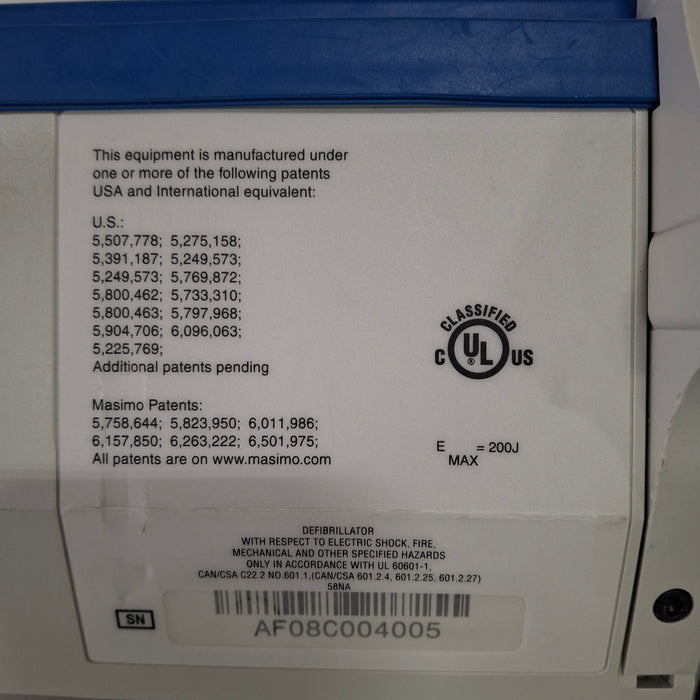 This equipment is manufactured under
one or more of the following patents
USA and International equivalent:
U.S.:
5,507,778; 5,275,158;
5,391,187; 5,249,573;
5,249,573; 5,769,872;
5,800,462; 5,733,310;
5,800,463; 5,797,968;
5,904,706; 6,096,063;
5,225,769;
Additional patents pending
Masimo Patents:
5,758,644; 5,823,950; 6,011,986;
6,157,850; 6,263,222; 6,501,975;
All patents are on www.masimo.com
CLASSIFIED
C UL ® US
E MAX = 200J
DEFIBRILLATOR
WITH RESPECT TO ELECTRIC SHOCK, FIRE,
MECHANICAL AND OTHER SPECIFIED HAZARDS
ONLY IN ACCORDANCE WITH UL 60601-1,
CAN/CSA C22.2 NO.601.1,(CAN/CSA 601.2.4, 601.2.25, 601.2.27)
58NA
SN
AF08C004005